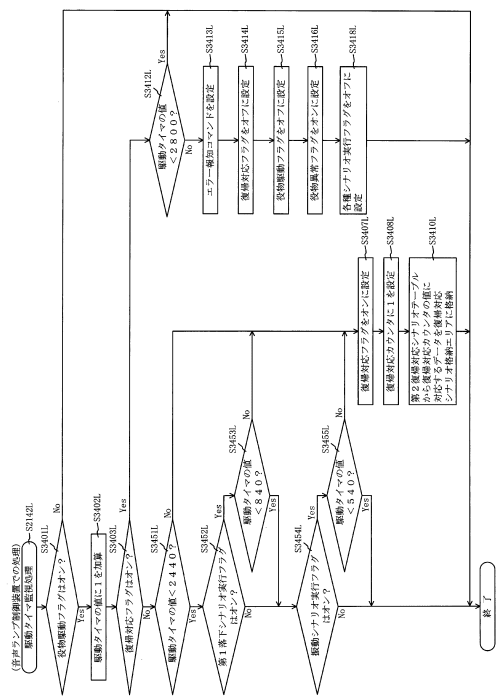 (音声ランプ制御装置での処理)
駆動タイマ監視処理
S2142L
S3401L
役物駆動フラグはオン?
No
Yes
S3402L
駆動タイマの値に1を加算
S3403L
復帰対応フラグはオン?
Yes
No
S3451L
駆動タイマの値<2440?
No
Yes
S3452L
第1落下シナリオ実行フラグ
はオン?
Yes
No
S3453L
駆動タイマの値
<840?
No
Yes
S3454L
振動シナリオ実行フラグ
はオン?
Yes
No
S3455L
駆動タイマの値
<540?
No
Yes
S3407L
復帰対応フラグをオンに設定
S3408L
復帰対応カウンタに1を設定
S3410L
第2復帰対応シナリオテーブル
から復帰対応カウンタの値に
対応するデータを復帰対応
シナリオ格納エリアに格納
S3412L
駆動タイマの値
<2800?
Yes
No
S3413L
エラー報知コマンドを設定
S3414L
復帰対応フラグをオフに設定
S3415L
役物駆動フラグをオフに設定
S3416L
役物異常フラグをオンに設定
S3418L
各種シナリオ実行フラグをオフに
設定
終了